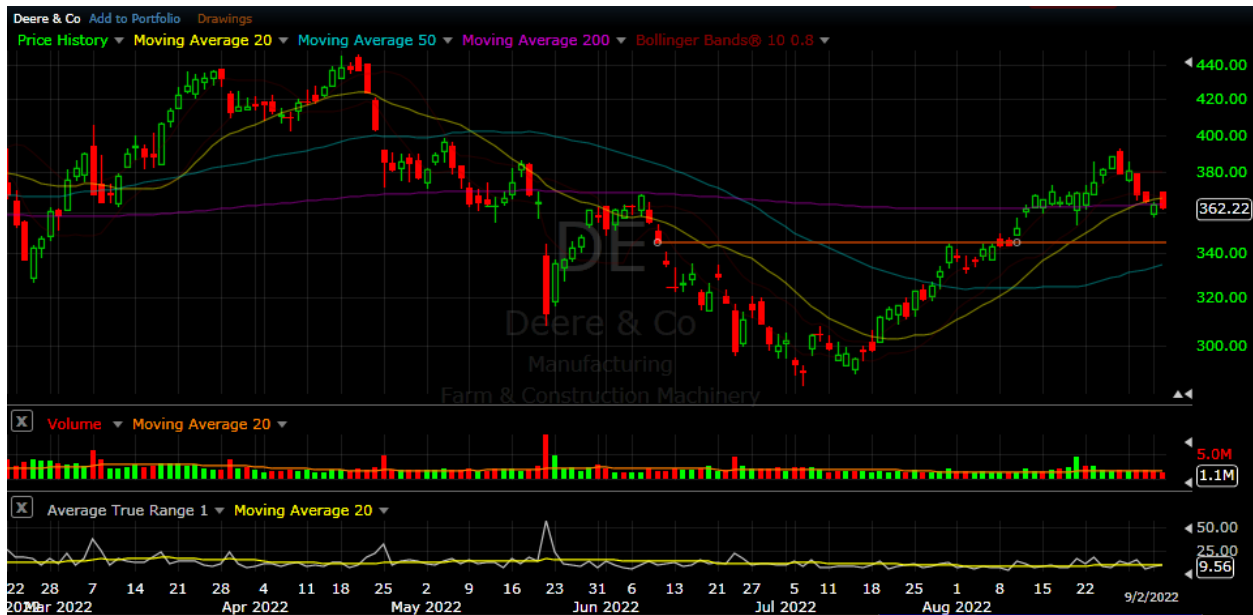 Deere & Co Add to Portfolio Drawings
Price History Moving Average 20 Moving Average 50 Moving Average 200 Bollinger Bands® 10 0.8
440.00
420.00
400.00
380.00
362.22
340.00
320.00
300.00
DE
Deere & Co
Manufacturing
Farm & Construction Machinery
X Volume Moving Average 20
5.0M
1.1M
X Average True Range 1 Moving Average 20
50.00
25.00
9.56
22 28 7 14 21 28 4 11 18 25 2 9 16 23 31 6 13 21 27 5 11 18 25 1 8 15 22
Mar 2022 Apr 2022 May 2022 Jun 2022 Jul 2022 Aug 2022 9/2/2022